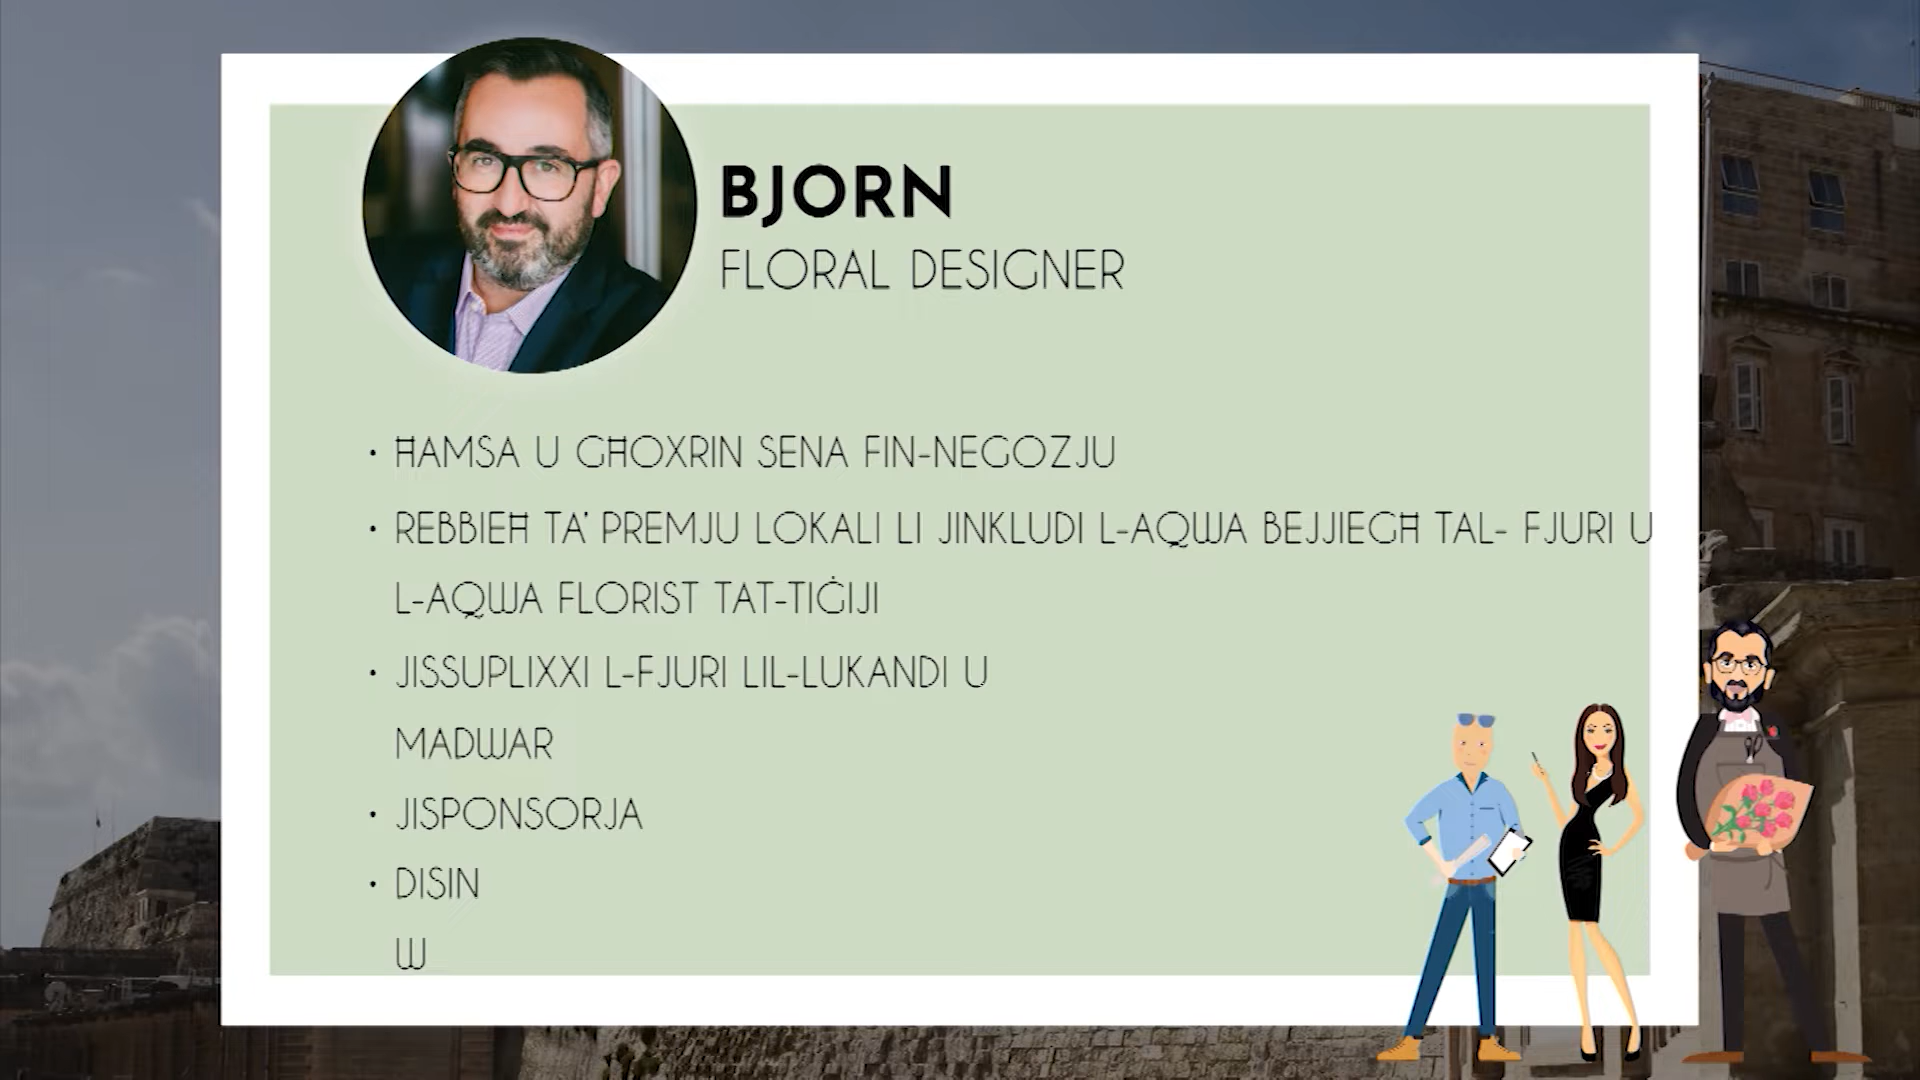 BJORN
FLORAL DESIGNER
• ĦAMSA U GĦOXRIN SENA FIN-NEGOZJU
• REBBIEĦ TA' PREMJU LOKALI LI JINKLUDI L-AQWA BEJJIEGĦ TAL- FJURI U
L-AQWA FLORIST TAT-TIĠIJI
• JISSUPLIXXI L-FJURI LIL-LUKANDI U
MADWAR
• JISPONSORJA
• DISIN
W